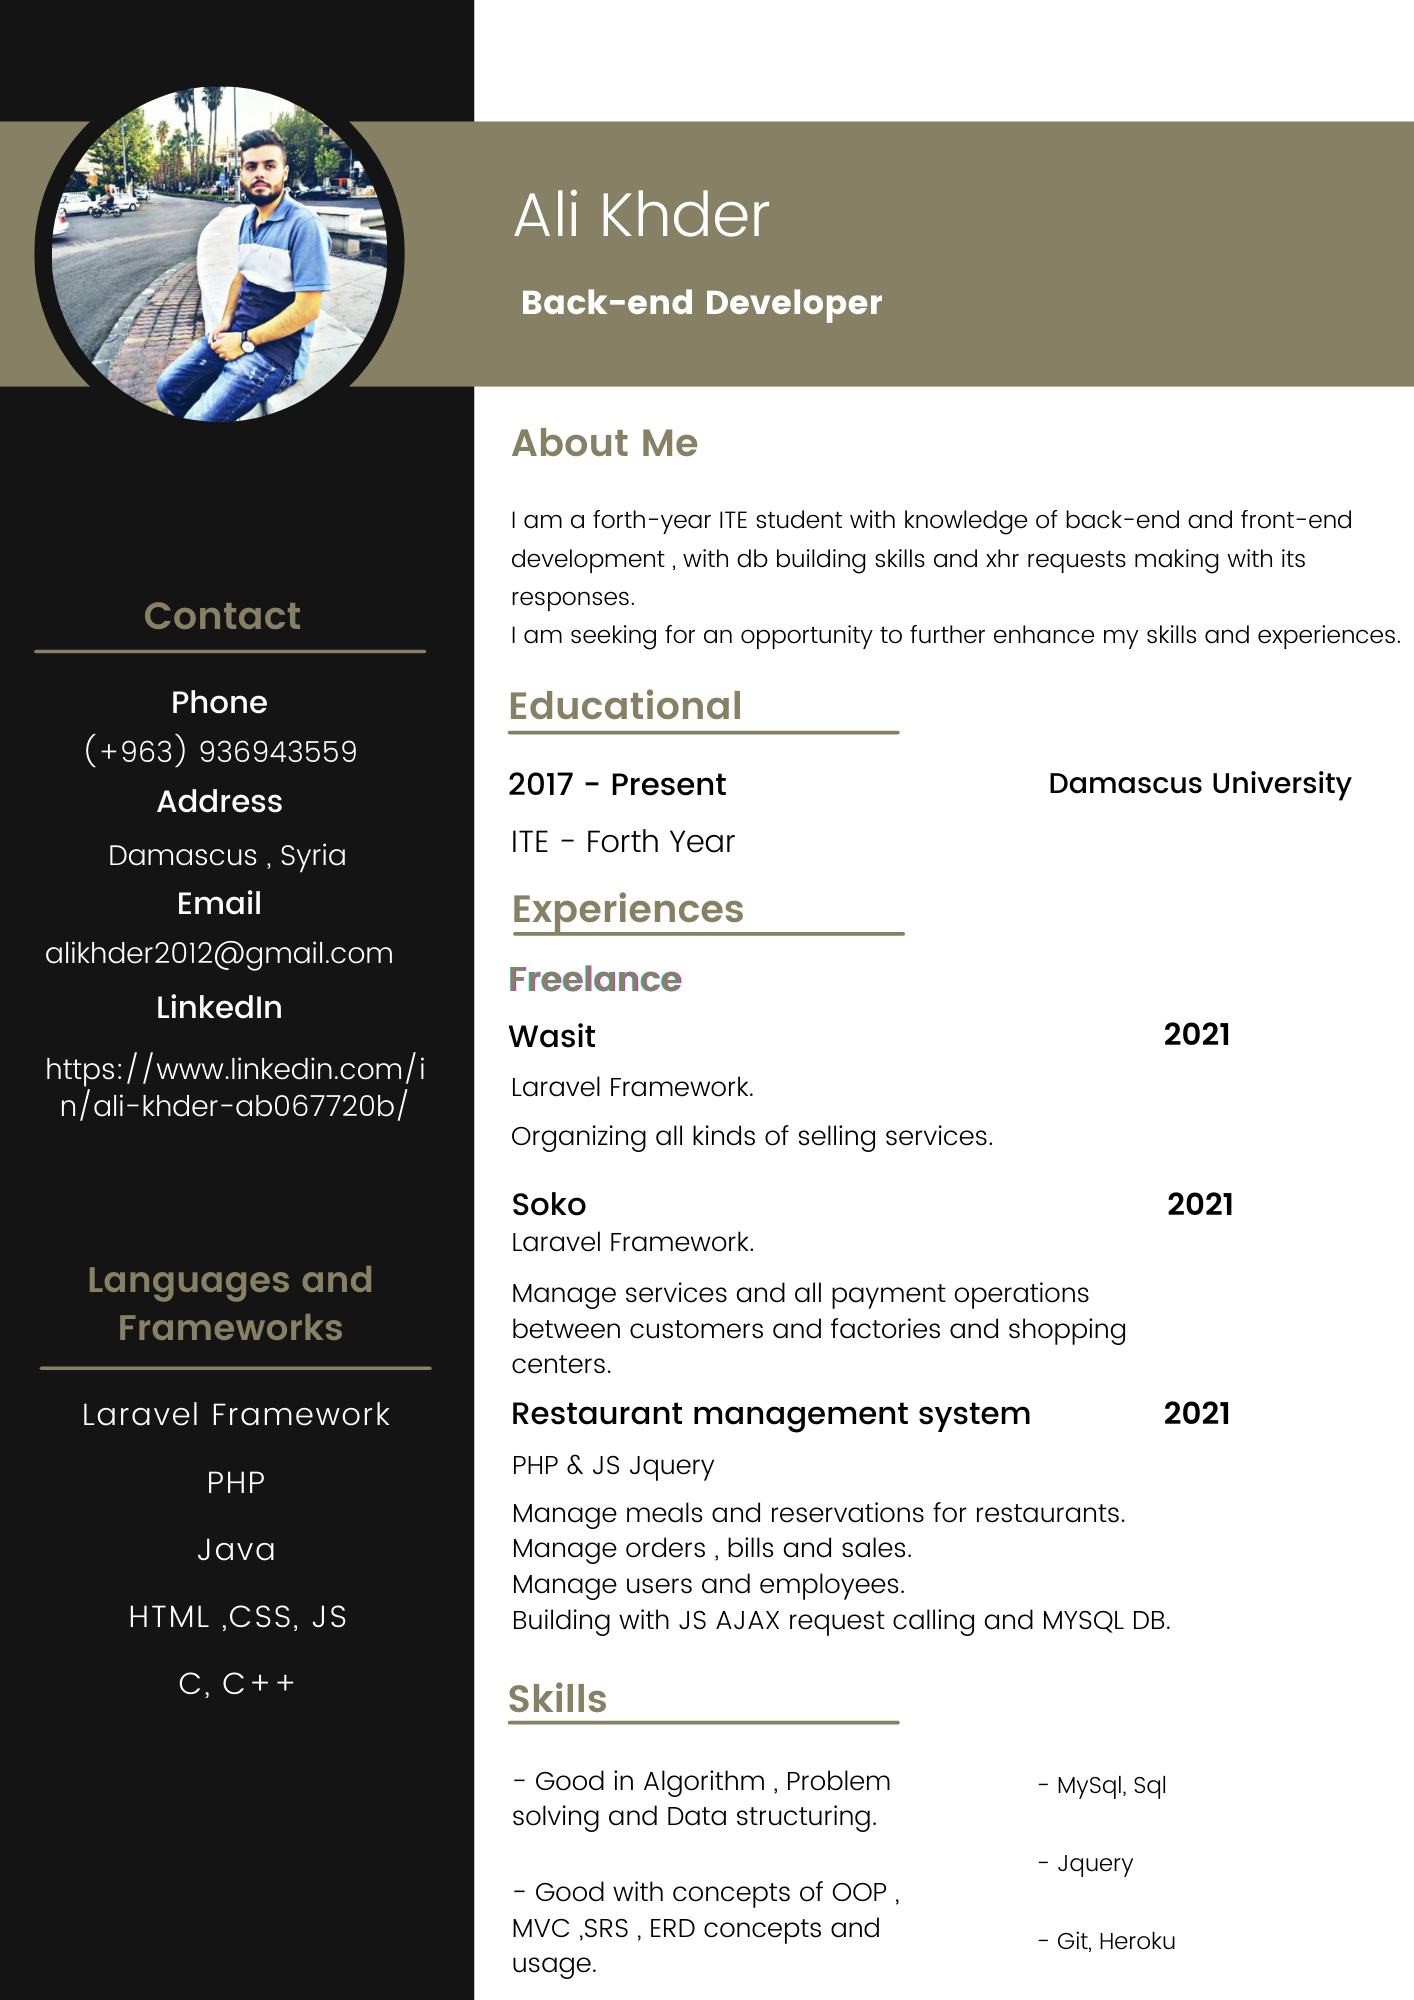 Ali Khder
Back-end Developer
Contact
Phone
(+963) 936943559
Address
Damascus , Syria
Email
alikhder2012@gmail.com
LinkedIn
https://www.linkedin.com/i
n/ali-khder-ab067720b/
Languages and
Frameworks
Laravel Framework
PHP
Java
HTML ,CSS, JS
C, C++
About Me
I am a forth-year ITE student with knowledge of back-end and front-end
development , with db building skills and xhr requests making with its
responses.
I am seeking for an opportunity to further enhance my skills and experiences.
Educational
2017 - Present Damascus University
ITE - Forth Year
Experiences
Freelance
Wasit 2021
Laravel Framework.
Organizing all kinds of selling services.
Soko 2021
Laravel Framework.
Manage services and all payment operations
between customers and factories and shopping
centers.
Restaurant management system 2021
PHP & JS Jquery
Manage meals and reservations for restaurants.
Manage orders , bills and sales.
Manage users and employees.
Building with JS AJAX request calling and MYSQL DB.
Skills
- Good in Algorithm , Problem
solving and Data structuring.
- Good with concepts of OOP ,
MVC ,SRS , ERD concepts and
usage.
- MySql, Sql
- Jquery
- Git, Heroku